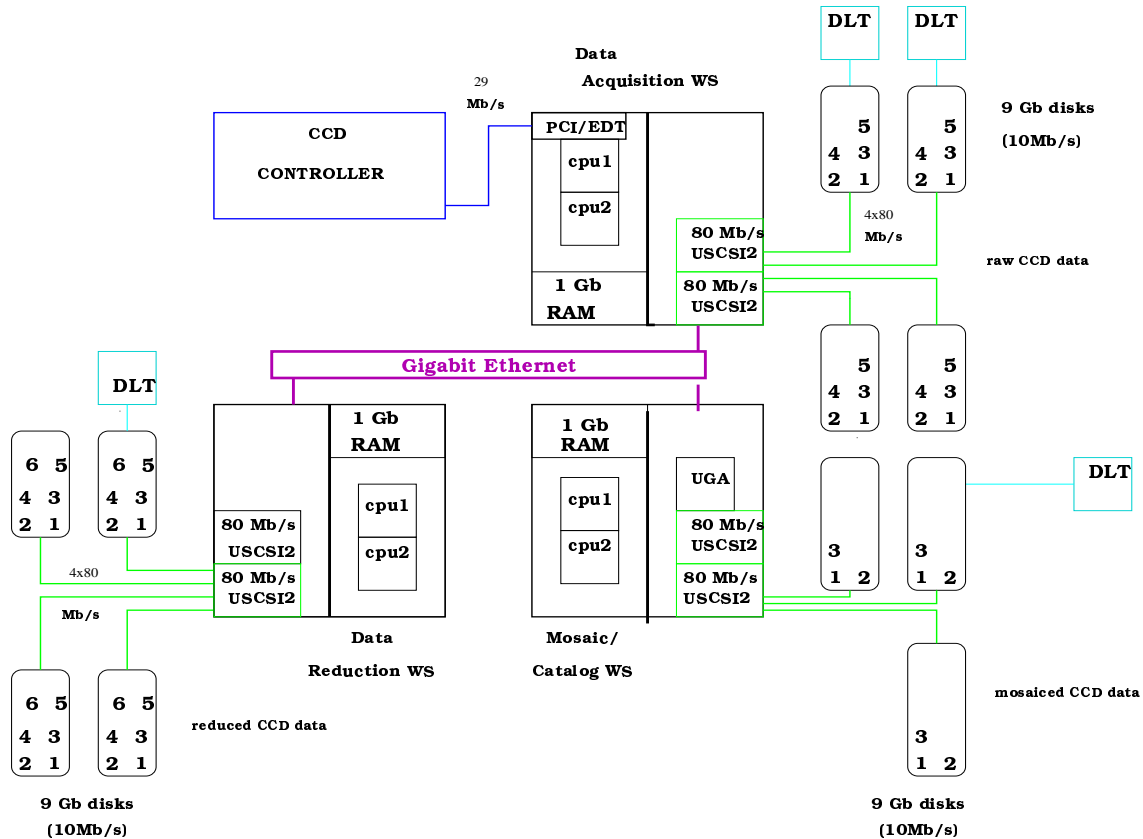 DLT
DLT
Data
Acquisition WS
29
Mb/s
9 Gb disks
(10Mb/s)
CCD
CONTROLLER
PCI/EDT
cpu1
cpu2
5
4 3
2 1
5
4 3
2 1
4x80
Mb/s
80 Mb/s
USCSI2
80 Mb/s
USCSI2
1 Gb
RAM
raw CCD data
Gigabit Ethernet
5
4 3
2 1
5
4 3
2 1
DLT
1 Gb
RAM
1 Gb
RAM
6 5
4 3
2 1
6 5
4 3
2 1
cpu1
cpu2
80 Mb/s
USCSI2
80 Mb/s
USCSI2
cpu1
cpu2
UGA
80 Mb/s
USCSI2
80 Mb/s
USCSI2
3
1 2
3
1 2
DLT
4x80
Mb/s
Data
Reduction WS
Mosaic/
Catalog WS
6 5
4 3
2 1
6 5
4 3
2 1
reduced CCD data
mosaiced CCD data
3
1 2
9 Gb disks
(10Mb/s)
9 Gb disks
(10Mb/s)